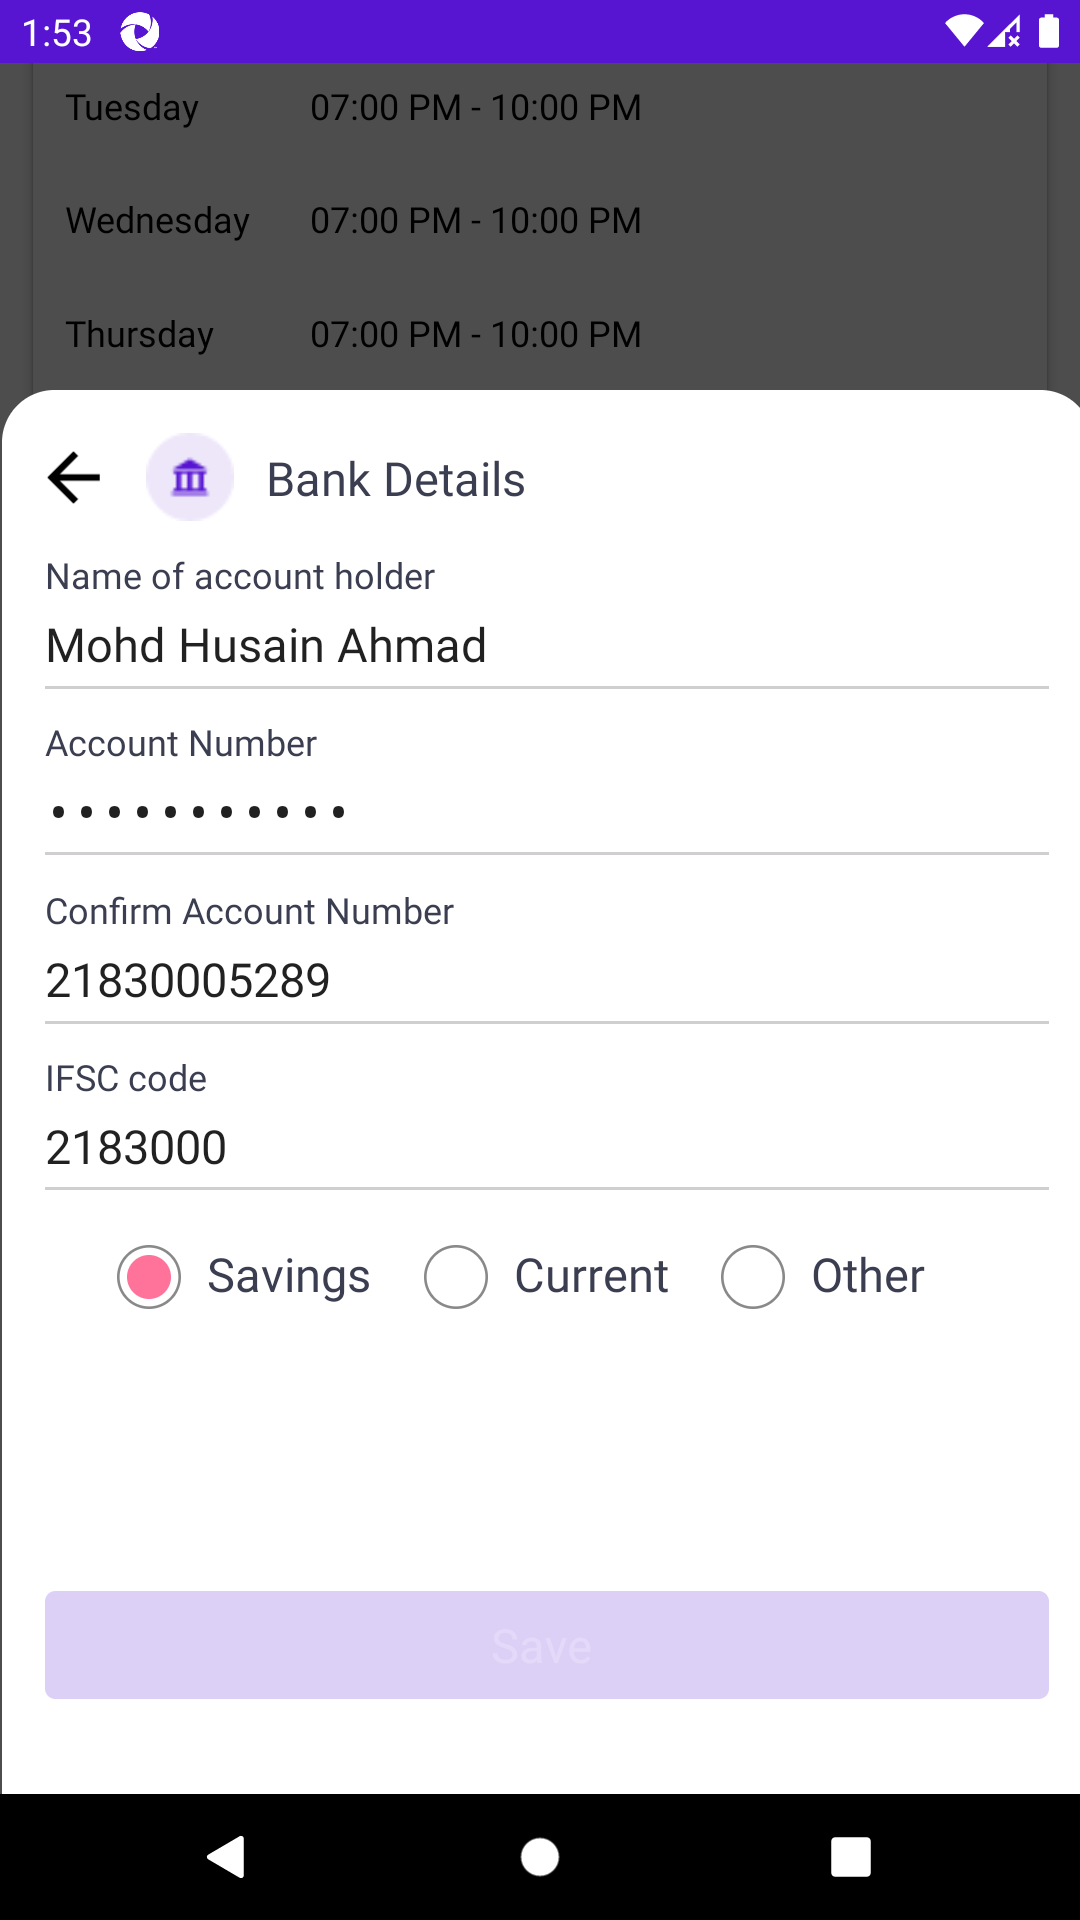 1:53
Tuesday 07:00 PM - 10:00 PM
Wednesday 07:00 PM - 10:00 PM
Thursday 07:00 PM - 10:00 PM
Bank Details
Name of account holder
Mohd Husain Ahmad
Account Number
•••••••••••
Confirm Account Number
21830005289
IFSC code
2183000
Savings Current Other
Save